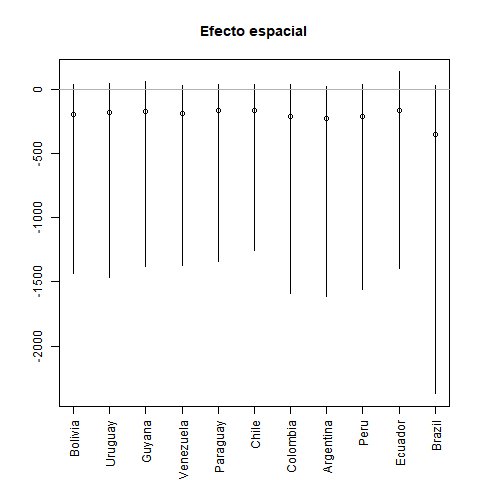 Efecto espacial
0
-500
-1000
-1500
-2000
Bolivia
Uruguay
Guyana
Venezuela
Paraguay
Chile
Colombia
Argentina
Peru
Ecuador
Brazil